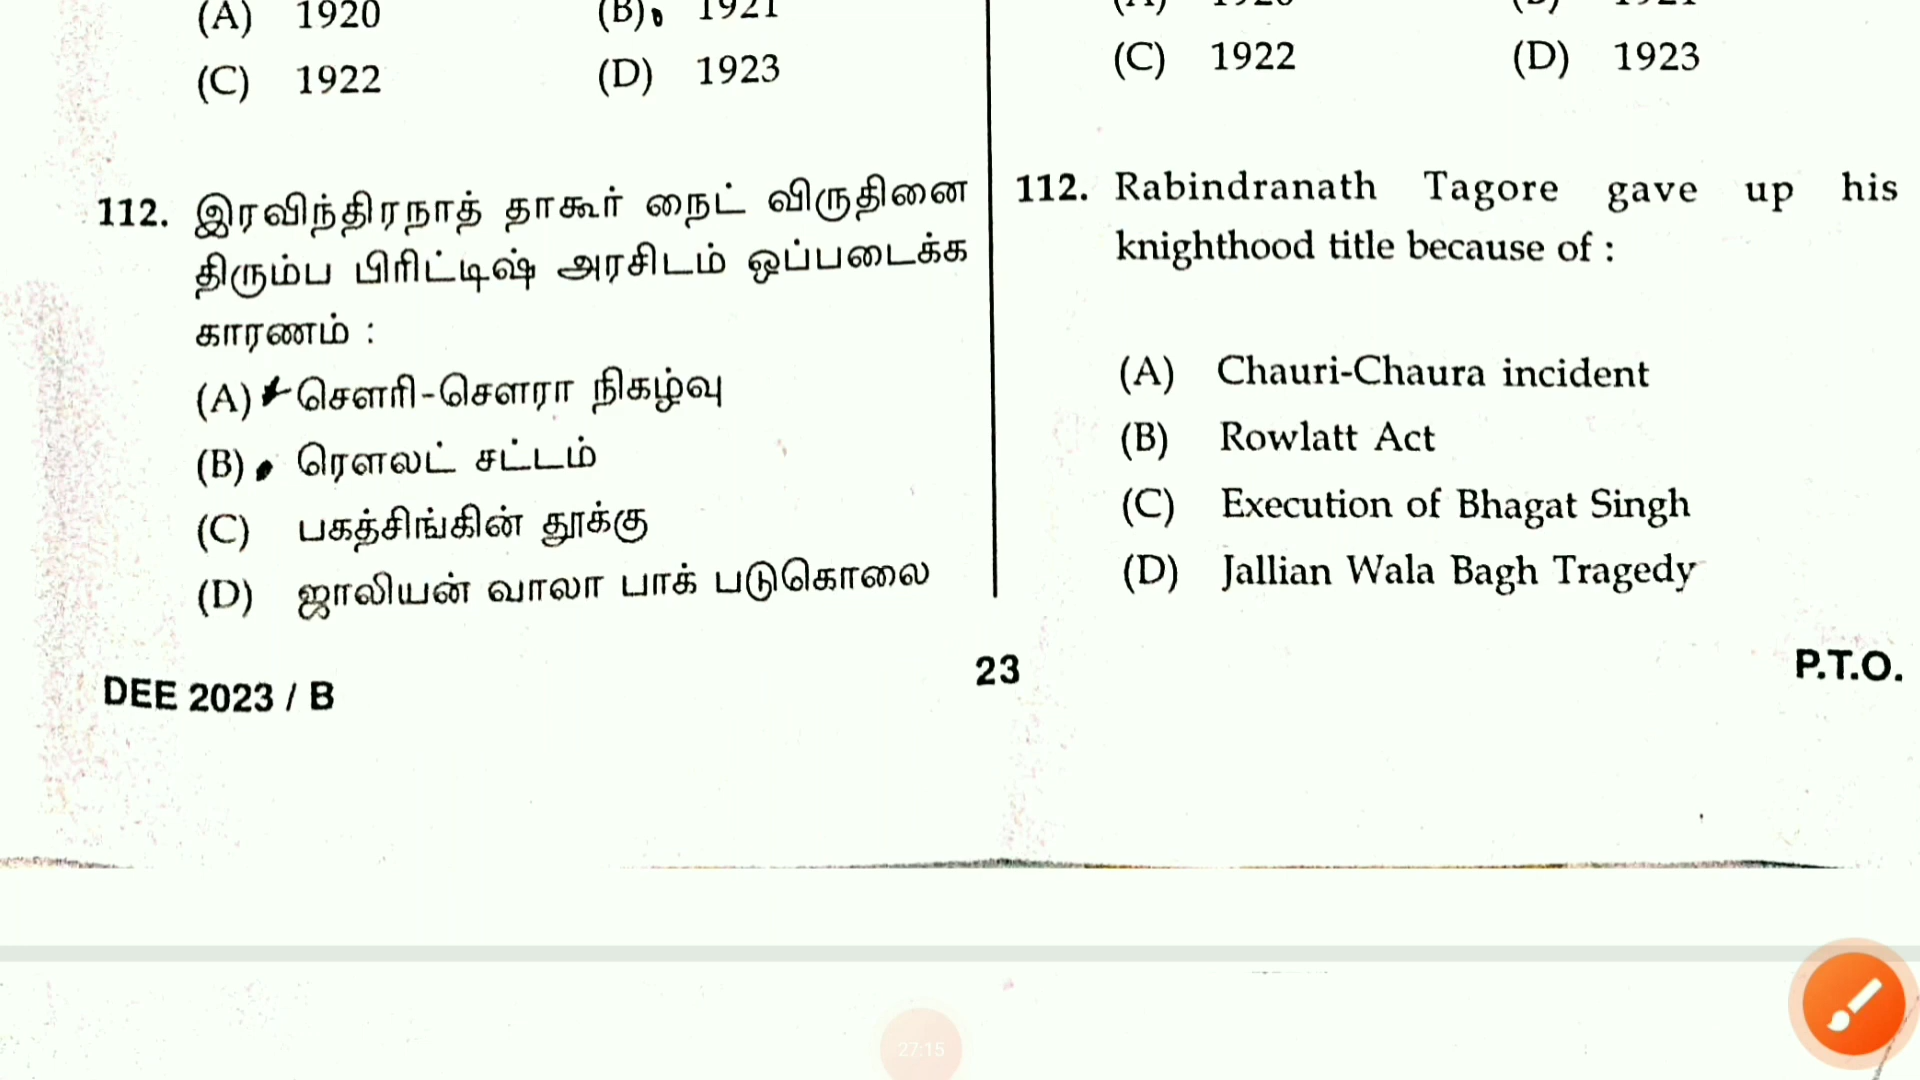 (A) 1920 (B) 1921
(C) 1922 (D) 1923
112. இரவிந்திரநாத் தாகூர் நைட் விருதினை
திரும்ப பிரிட்டிஷ் அரசிடம் ஒப்படைக்க
காரணம் :
(A) சௌரி-சௌரா நிகழ்வு
(B) ரௌலட் சட்டம்
(C) பகத்சிங்கின் தூக்கு
(D) ஜாலியன் வாலா பாக் படுகொலை
(C) 1922 (D) 1923
112. Rabindranath Tagore gave up his
knighthood title because of :
(A) Chauri-Chaura incident
(B) Rowlatt Act
(C) Execution of Bhagat Singh
(D) Jallian Wala Bagh Tragedy
DEE 2023 / B 23 P.T.O.
27:15